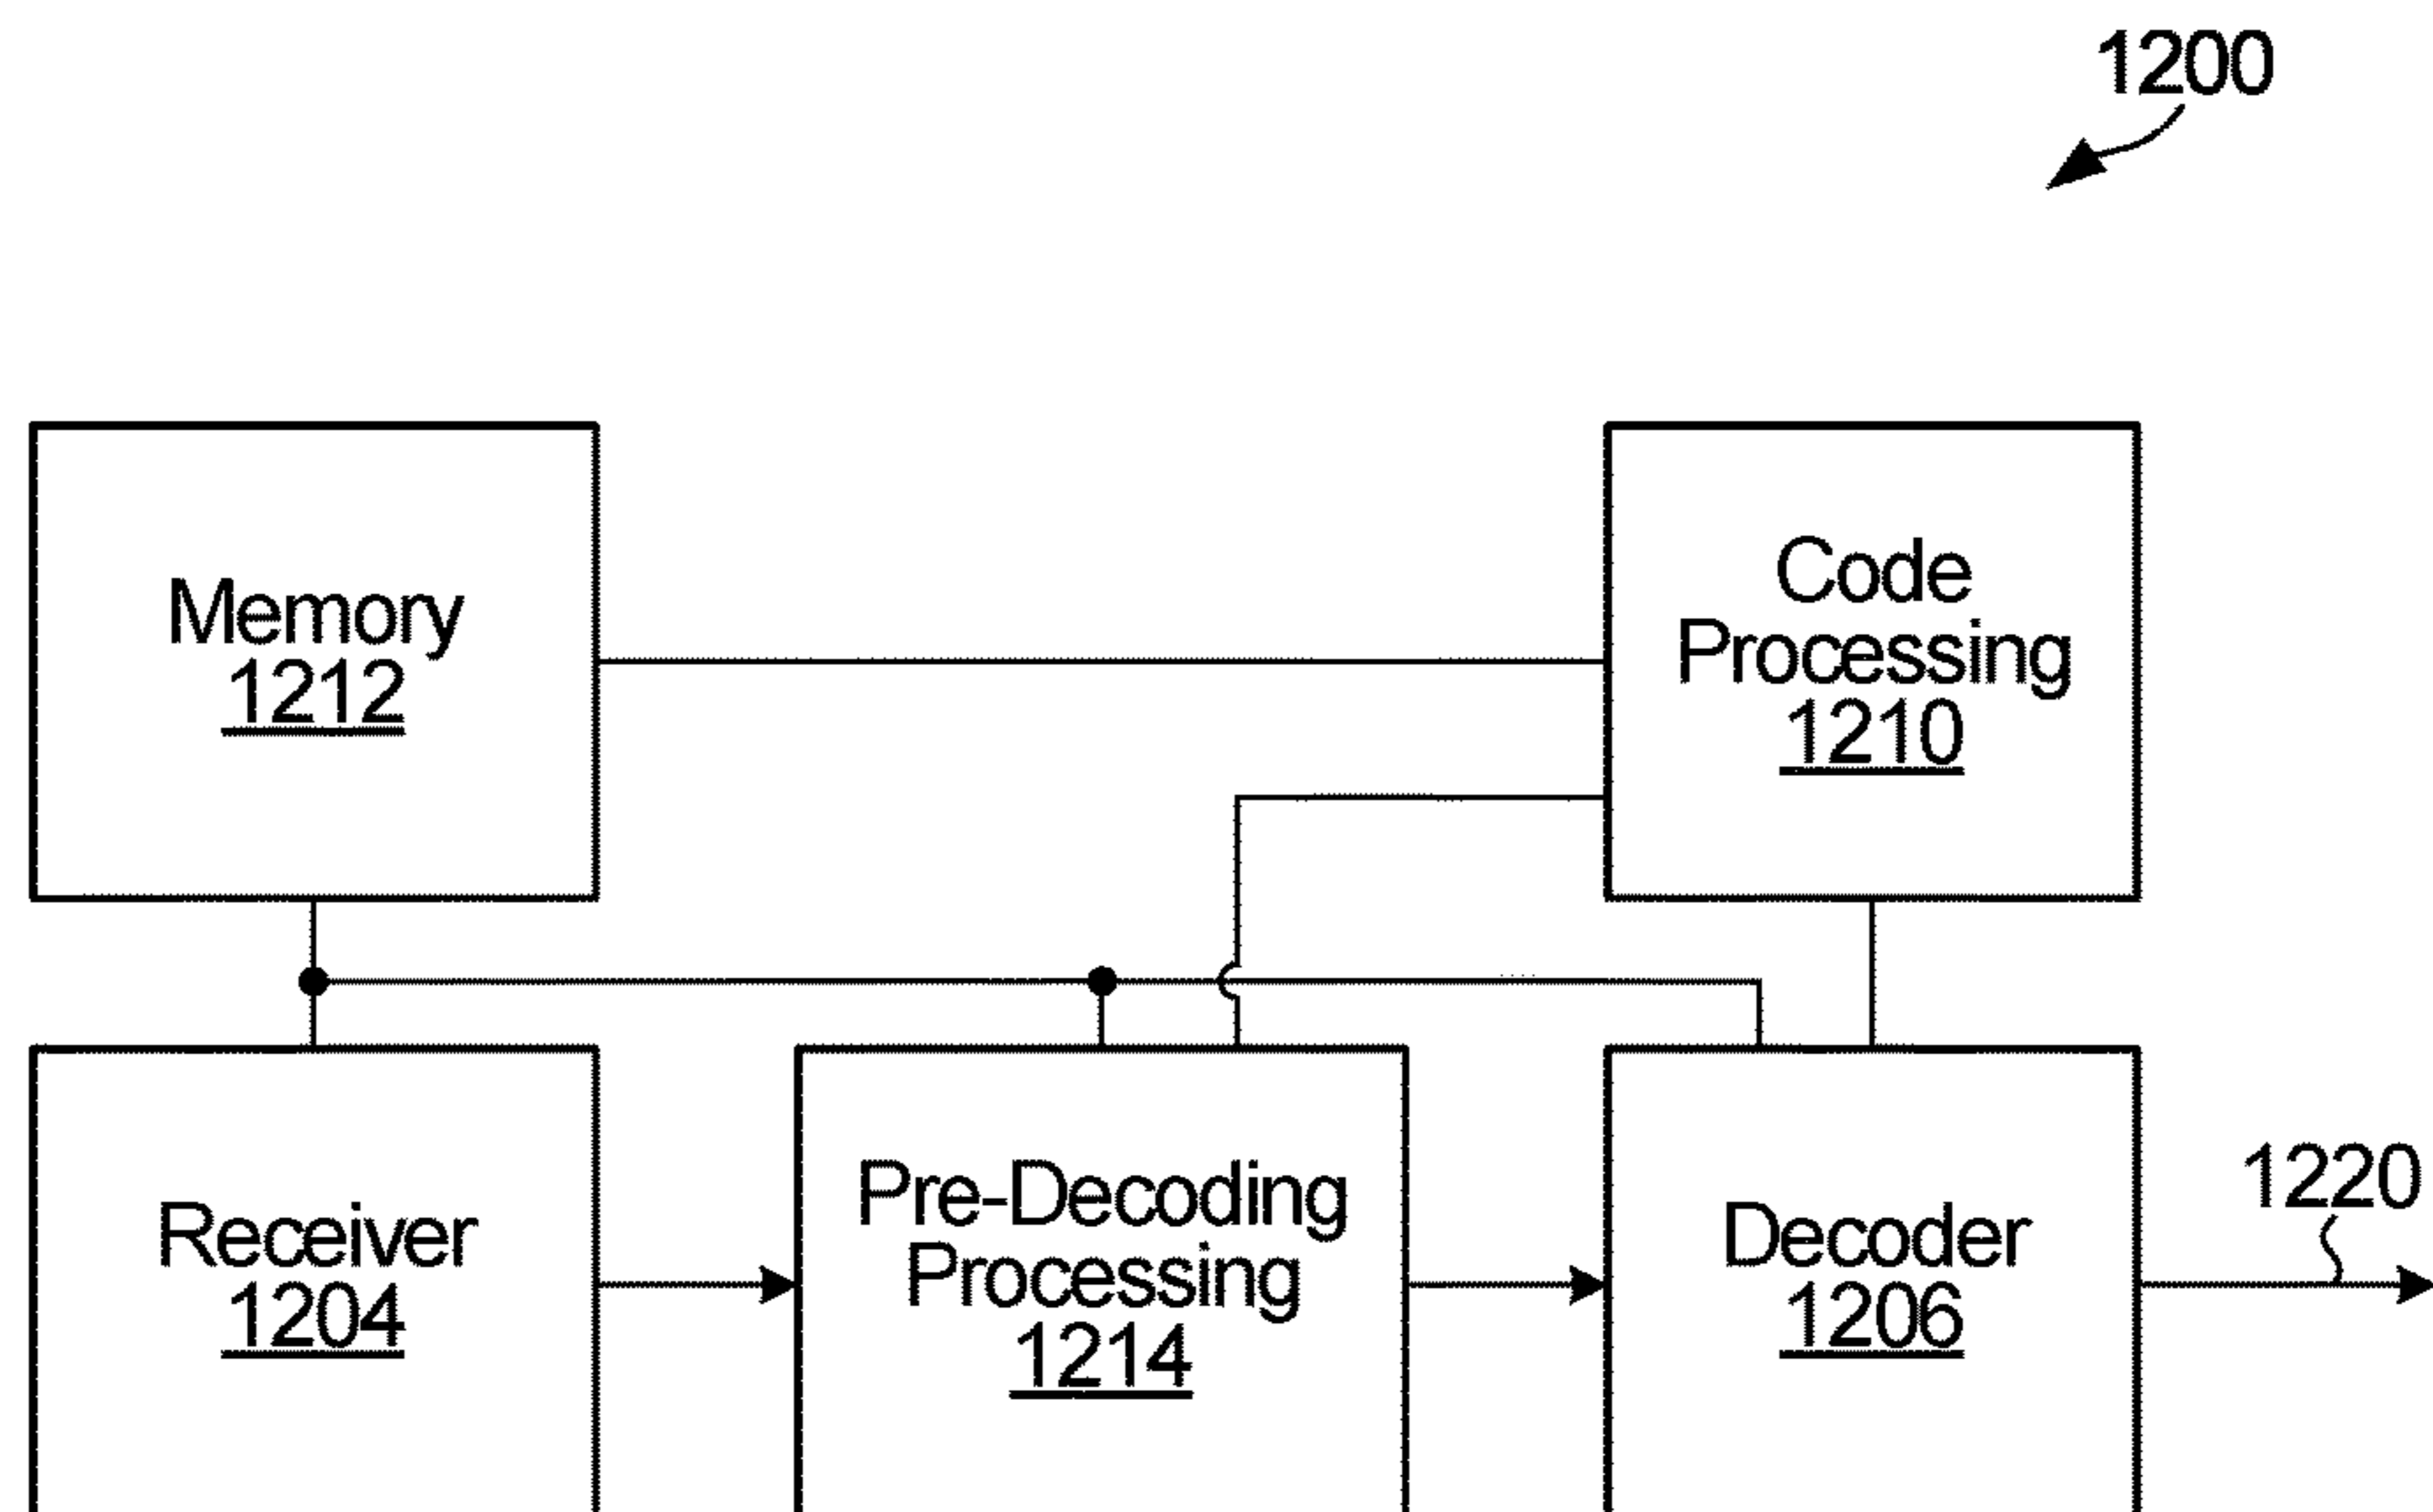 1200
Memory
1212
Code
Processing
1210
Receiver
1204
Pre-Decoding
Processing
1214
Decoder
1206
1220